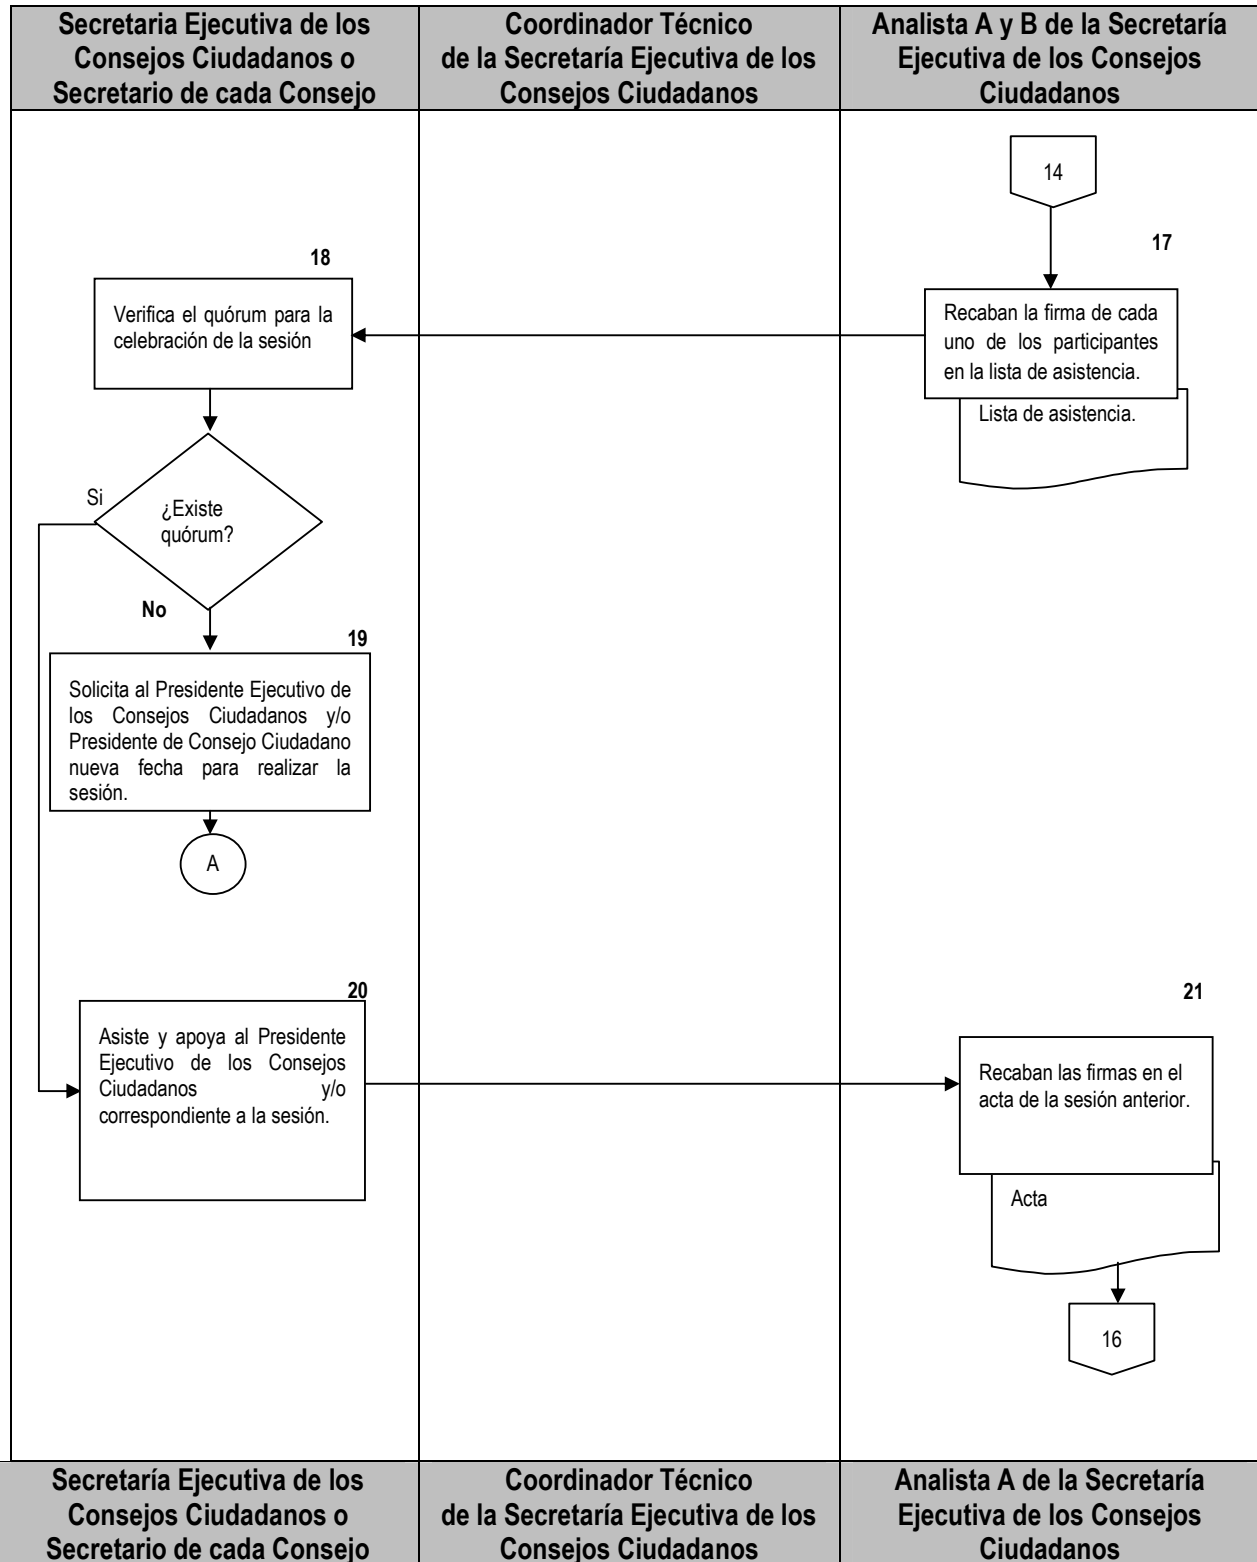 Secretaria Ejecutiva de los
Consejos Ciudadanos o
Secretario de cada Consejo
Coordinador Técnico
de la Secretaría Ejecutiva de los
Consejos Ciudadanos
Analista A y B de la Secretaría
Ejecutiva de los Consejos
Ciudadanos
14
17
Recaban la firma de cada
uno de los participantes
en la lista de asistencia.
Lista de asistencia.
18
Verifica el quórum para la
celebración de la sesión
Si
¿Existe
quórum?
No
19
Solicita al Presidente Ejecutivo de
los Consejos Ciudadanos y/o
Presidente de Consejo Ciudadano
nueva fecha para realizar la
sesión.
A
20
Asiste y apoya al Presidente
Ejecutivo de los Consejos
Ciudadanos y/o
correspondiente a la sesión.
21
Recaban las firmas en el
acta de la sesión anterior.
Acta
16
Secretaría Ejecutiva de los
Consejos Ciudadanos o
Secretario de cada Consejo
Coordinador Técnico
de la Secretaría Ejecutiva de los
Consejos Ciudadanos
Analista A de la Secretaría
Ejecutiva de los Consejos
Ciudadanos